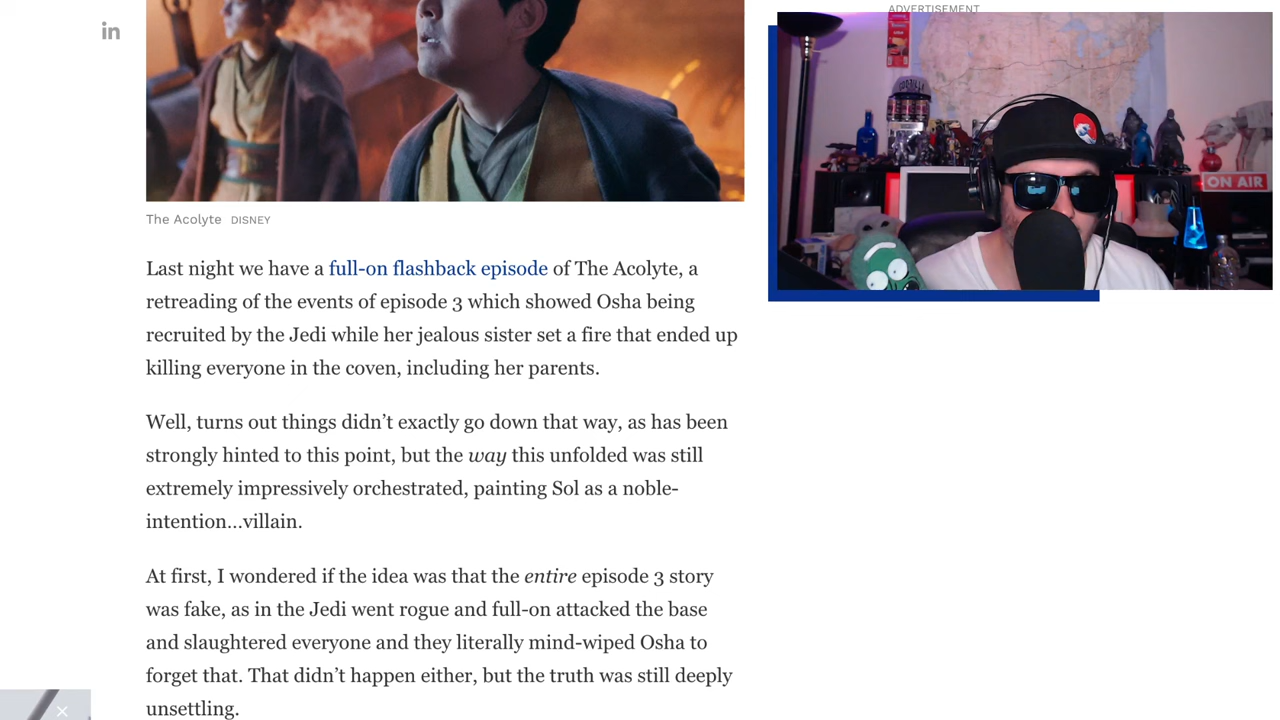 ADVERTISEMENT
in
GODZILLA
ON AIR
The Acolyte DISNEY
Last night we have a full-on flashback episode of The Acolyte, a
retreading of the events of episode 3 which showed Osha being
recruited by the Jedi while her jealous sister set a fire that ended up
killing everyone in the coven, including her parents.
Well, turns out things didn’t exactly go down that way, as has been
strongly hinted to this point, but the way this unfolded was still
extremely impressively orchestrated, painting Sol as a noble-
intention...villain.
At first, I wondered if the idea was that the entire episode 3 story
was fake, as in the Jedi went rogue and full-on attacked the base
and slaughtered everyone and they literally mind-wiped Osha to
forget that. That didn’t happen either, but the truth was still deeply
unsettling.